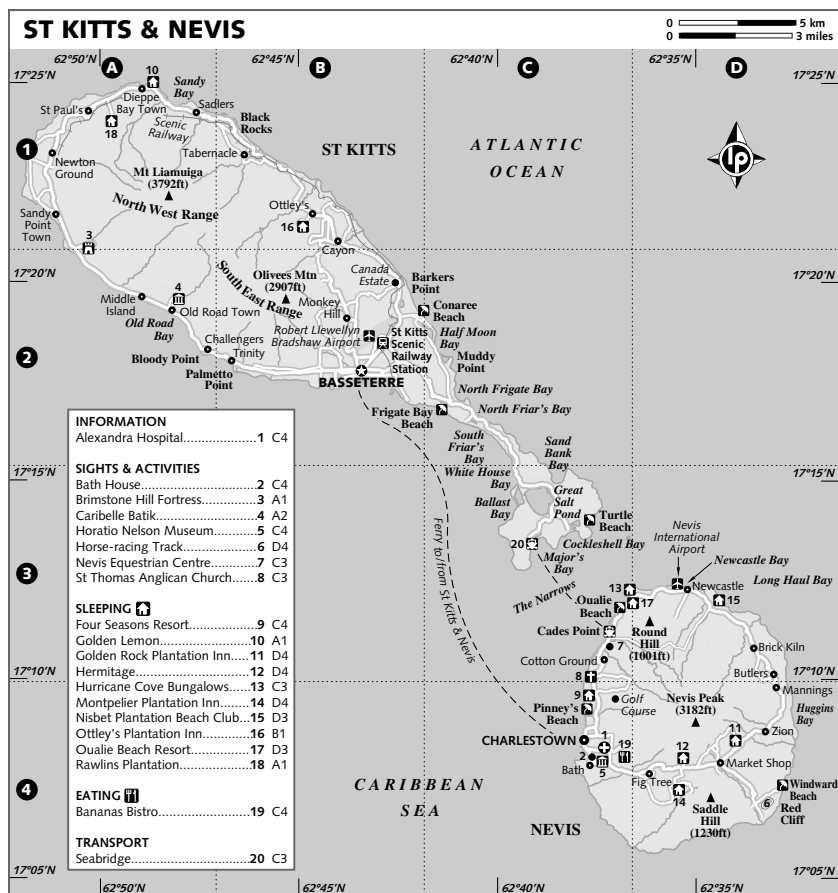 ST KITTS & NEVIS
0 5 km
0 3 miles
62°50'N 62°45'N 62°40'N 62°35'N
A B C D
17°25'N 17°25'N
10
Sandy
Bay
Dieppe
Bay Town
Sadlers
St Paul's
18
Scenic
Railway
Black
Rocks
1
Newton
Ground
Tabernacle
ST KITTS
ATLANTIC
OCEAN
lp
Mt Liamuiga
(3792ft)
North West Range
Sandy
Point
Town
3
Ottley's
16
Cayon
17°20'N 17°20'N
Canada
Estate
Barkers
Point
Olivees Mtn
(2907ft)
South East Range
4
Middle
Island
Old Road Town
Old Road
Bay
Monkey
Hill
Conaree
Beach
Robert Llewellyn
Bradshaw Airport
St Kitts
Scenic
Railway
Station
Half Moon
Bay
2
Challengers
Trinity
Bloody Point
Palmetto
Point
BASSETERRE
Muddy
Point
North Frigate Bay
Frigate Bay
Beach
North Friar's Bay
South
Friar's
Bay
Sand
Bank
Bay
White House
Bay
17°15'N
Ballast
Bay
Great
Salt
Pond
Turtle
Beach
Cockleshell Bay
20
Major's
Bay
Ferry to/from St Kitts & Nevis
The Narrows
Nevis
International
Airport
Newcastle Bay
Newcastle
Long Haul Bay
3
13
17
15
Oualie
Beach
Cades Point
Round
Hill
(1001ft)
7
Cotton Ground
Brick Kiln
Butlers
17°10'N
8
9
Mannings
Pinney's
Beach
Golf
Course
Nevis Peak
(3182ft)
Huggins
Bay
11
Zion
CHARLESTOWN
1
2
19
12
Bath
5
Fig Tree
Market Shop
4
CARIBBEAN
SEA
14
Saddle
Hill
(1230ft)
6
Windward
Beach
Red
Cliff
NEVIS
17°05'N 17°05'N
62°50'N 62°45'N 62°40'N 62°35'N
INFORMATION
Alexandra Hospital...................1 C4
SIGHTS & ACTIVITIES
Bath House..............................2 C4
Brimstone Hill Fortress............3 A1
Caribelle Batik.........................4 A2
Horatio Nelson Museum..........5 C4
Horse-racing Track..................6 D4
Nevis Equestrian Centre..........7 C3
St Thomas Anglican Church.....8 C3
SLEEPING
Four Seasons Resort................9 C4
Golden Lemon.......................10 A1
Golden Rock Plantation Inn...11 D4
Hermitage.............................12 D4
Hurricane Cove Bungalows...13 C3
Montpelier Plantation Inn.....14 D4
Nisbet Plantation Beach Club..15 D3
Ottley's Plantation Inn...........16 B1
Oualie Beach Resort..............17 D3
Rawlins Plantation................18 A1
EATING
Bananas Bistro......................19 C4
TRANSPORT
Seabridge..............................20 C3
17°15'N
17°10'N